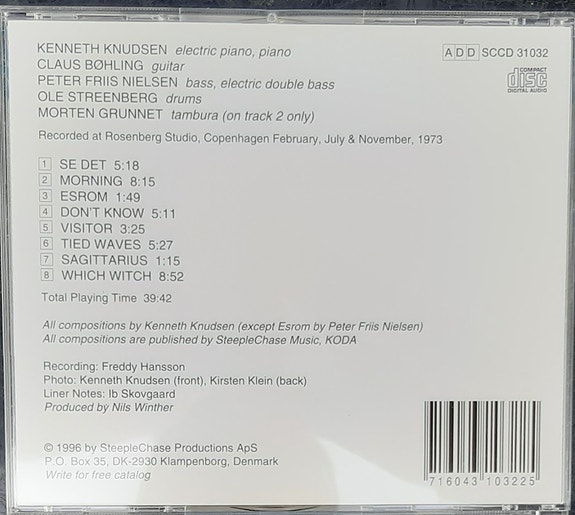 KENNETH KNUDSEN electric piano, piano
CLAUS BØHLING guitar
PETER FRIIS NIELSEN bass, electric double bass
OLE STREENBERG drums
MORTEN GRUNNET tambura (on track 2 only)
ADD SCCD 31032
COMPACT
disc
DIGITAL AUDIO
Recorded at Rosenberg Studio, Copenhagen February, July & November, 1973
1 SE DET 5:18
2 MORNING 8:15
3 ESROM 1:49
4 DON'T KNOW 5:11
5 VISITOR 3:25
6 TIED WAVES 5:27
7 SAGITTARIUS 1:15
8 WHICH WITCH 8:52
Total Playing Time 39:42
All compositions by Kenneth Knudsen (except Esrom by Peter Friis Nielsen)
All compositions are published by SteepleChase Music, KODA
Recording: Freddy Hansson
Photo: Kenneth Knudsen (front), Kirsten Klein (back)
Liner Notes: Ib Skovgaard
Produced by Nils Winther
© 1996 by SteepleChase Productions ApS
P.O. Box 35, DK-2930 Klampenborg, Denmark
Write for free catalog
716043 103225